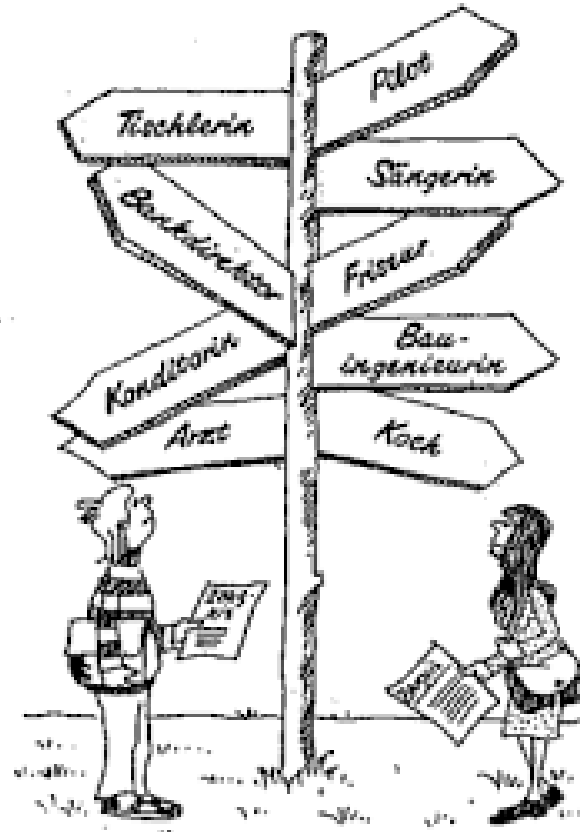 Pilot
Tischlerin
Sängerin
Bankdirektor
Friseur
Bau-
ingenieurin
Konditorin
Arzt
Koch